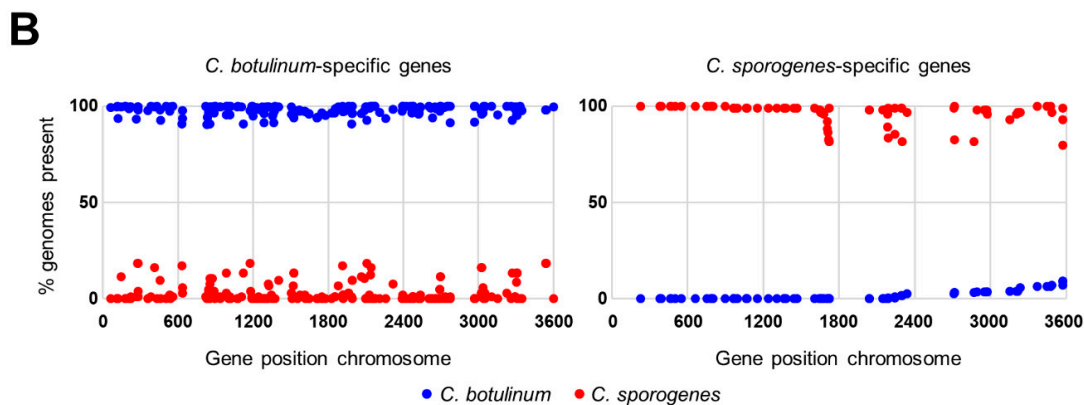 B
C. botulinum-specific genes
C. sporogenes-specific genes
% genomes present
100
50
0
0 600 1200 1800 2400 3000 3600
Gene position chromosome
100
50
0
0 600 1200 1800 2400 3000 3600
Gene position chromosome
C. botulinum C. sporogenes